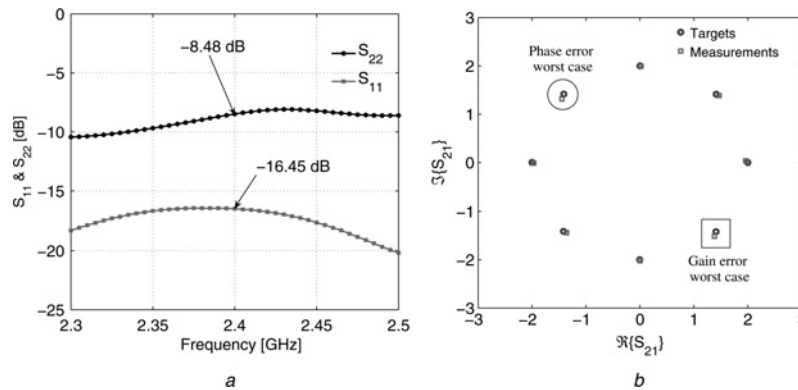 0
−5
−10
−15
−20
−25
S11 & S22 [dB]
−8.48 dB
−16.45 dB
S22
S11
2.3
2.35
2.4
2.45
2.5
Frequency [GHz]
a
3
2
1
0
−1
−2
−3
ℑ{S21}
Phase error
worst case
Targets
Measurements
Gain error
worst case
−3
−2
−1
0
1
2
3
ℜ{S21}
b